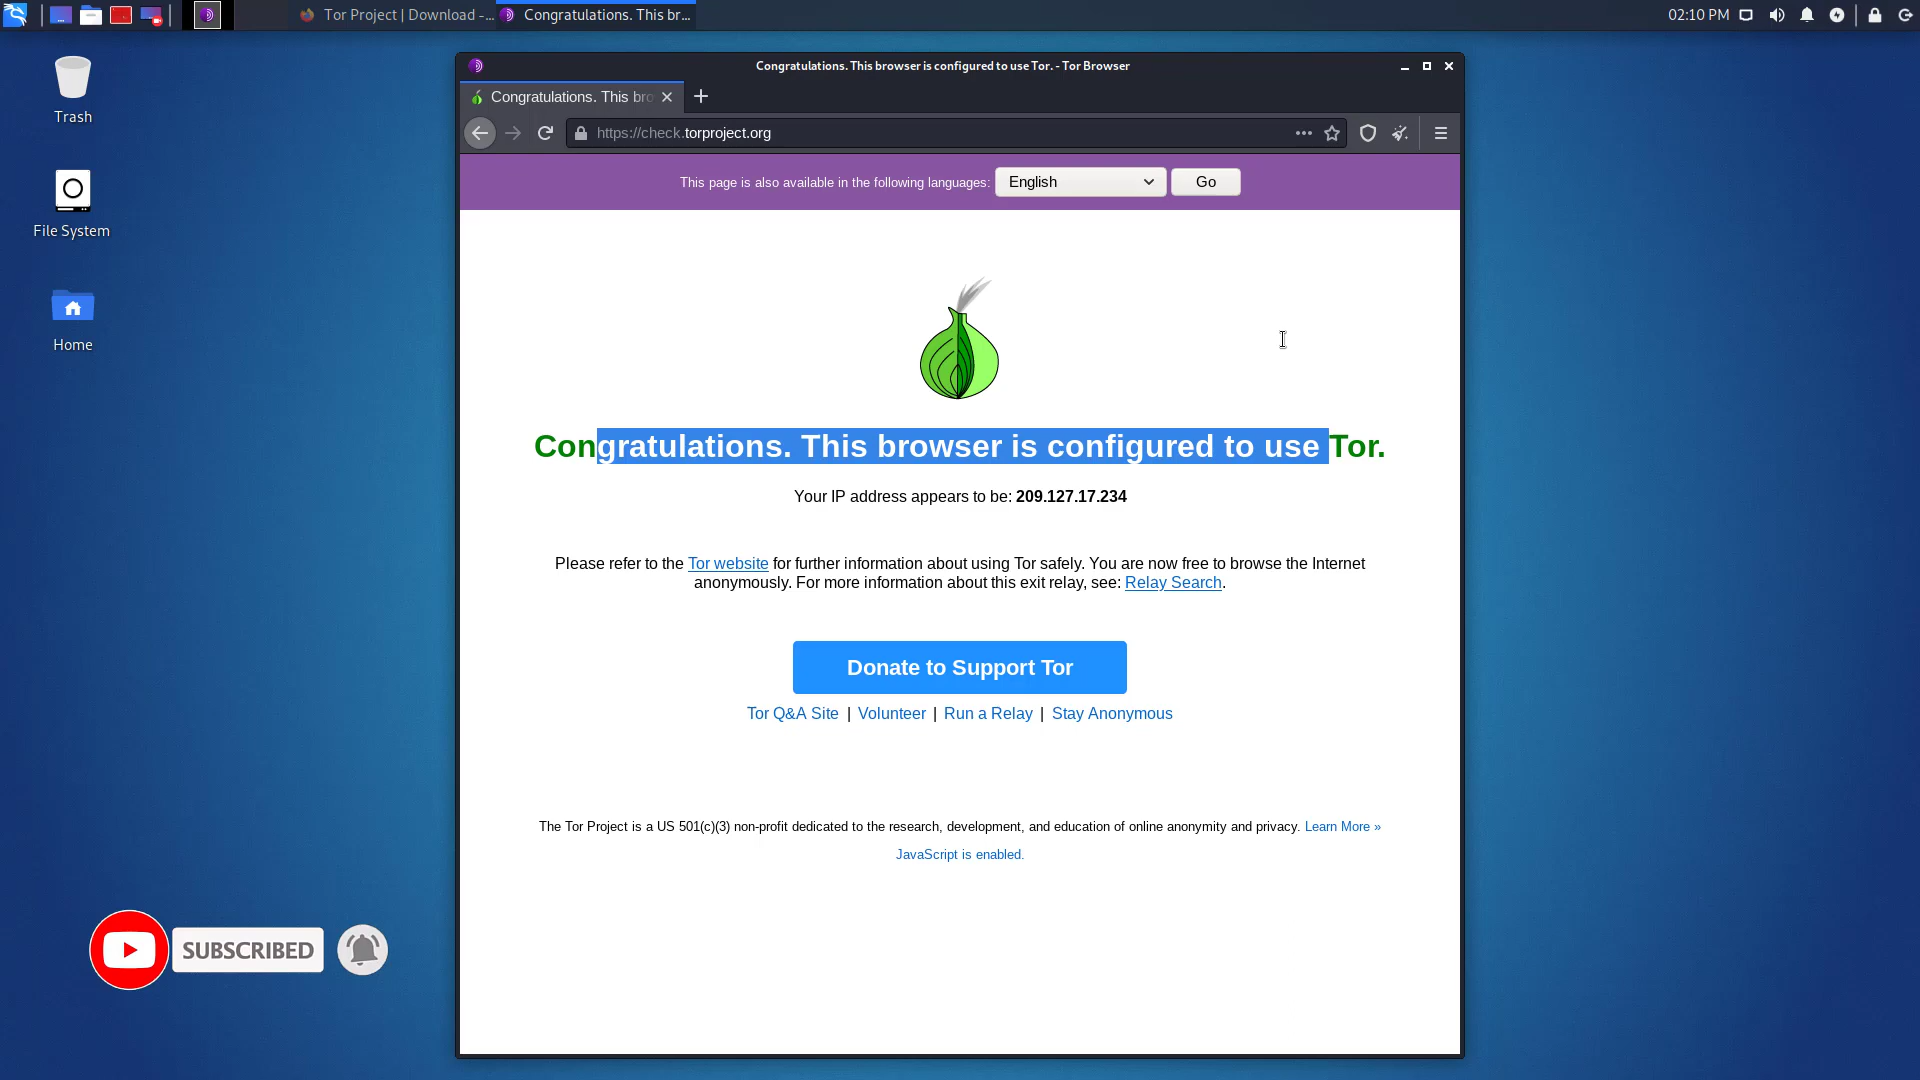 Tor Project | Download -...
Congratulations. This br...
02:10 PM
Trash
File System
Home
Congratulations. This browser is configured to use Tor. - Tor Browser
Congratulations. This bro
https://check.torproject.org
This page is also available in the following languages: English Go
Congratulations. This browser is configured to use Tor.
Your IP address appears to be: 209.127.17.234
Please refer to the Tor website for further information about using Tor safely. You are now free to browse the Internet
anonymously. For more information about this exit relay, see: Relay Search.
Donate to Support Tor
Tor Q&A Site | Volunteer | Run a Relay | Stay Anonymous
The Tor Project is a US 501(c)(3) non-profit dedicated to the research, development, and education of online anonymity and privacy. Learn More »
JavaScript is enabled.
SUBSCRIBED